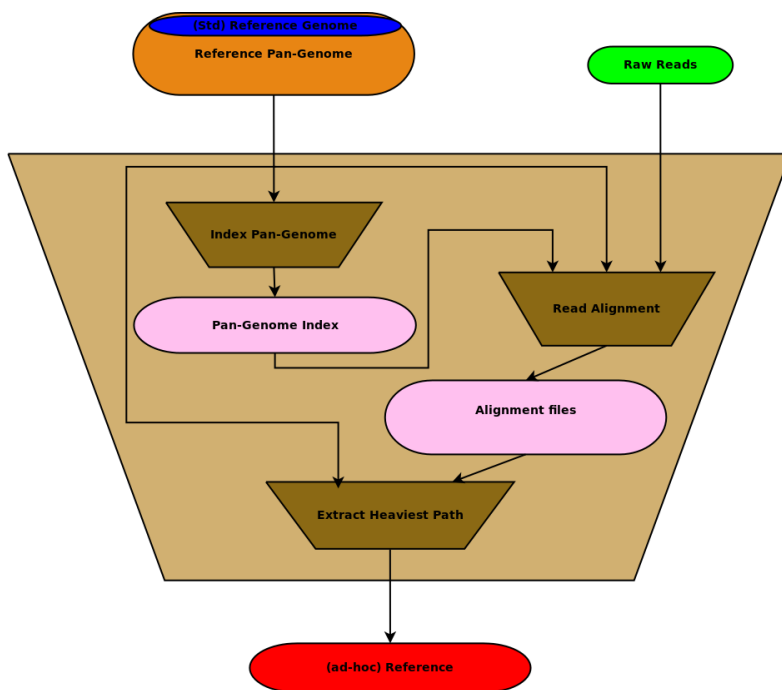 (Std) Reference Genome
Reference Pan-Genome
Raw Reads
Index Pan-Genome
Read Alignment
Pan-Genome Index
Alignment files
Extract Heaviest Path
(ad-hoc) Reference